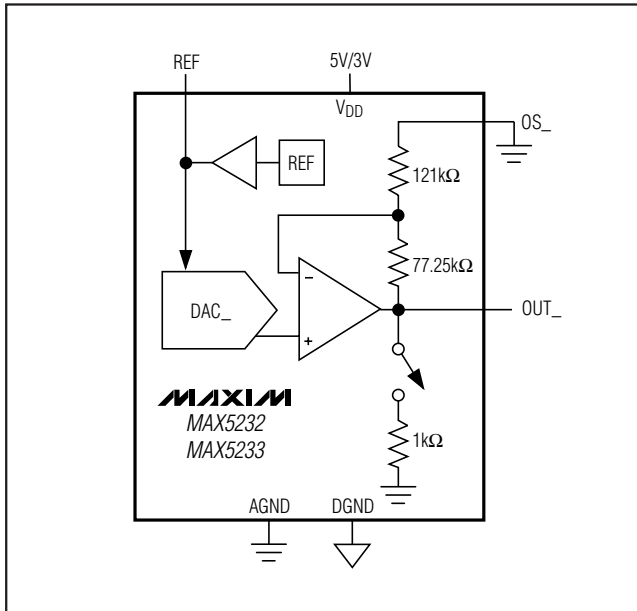 REF
5V/3V
VDD
OS_
REF
121kΩ
77.25kΩ
−
DAC_
+
OUT_
MAXIM
MAX5232
MAX5233
1kΩ
AGND
DGND